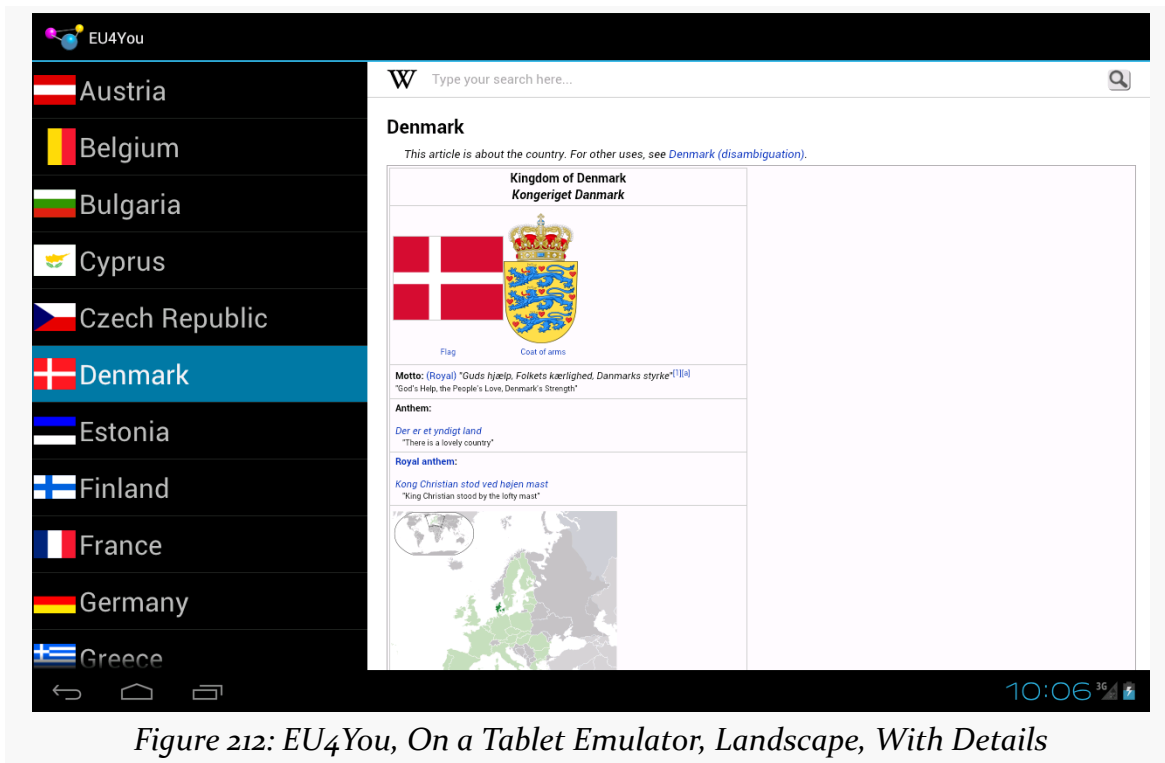 EU4You
Austria
Belgium
Bulgaria
Cyprus
Czech Republic
Denmark
Estonia
Finland
France
Germany
Greece
W Type your search here...
Denmark
This article is about the country. For other uses, see Denmark (disambiguation).
Kingdom of Denmark
Kongeriget Danmark
Flag Coat of arms
Motto: (Royal) "Guds hjælp, Folkets kærlighed, Danmarks styrke"[1][a]
"God's Help, the People's Love, Denmark's Strength"
Anthem:
Der er et yndigt land
"There is a lovely country"
Royal anthem:
Kong Christian stod ved højen mast
"King Christian stood by the lofty mast"
10:06 3G
Figure 212: EU4You, On a Tablet Emulator, Landscape, With Details